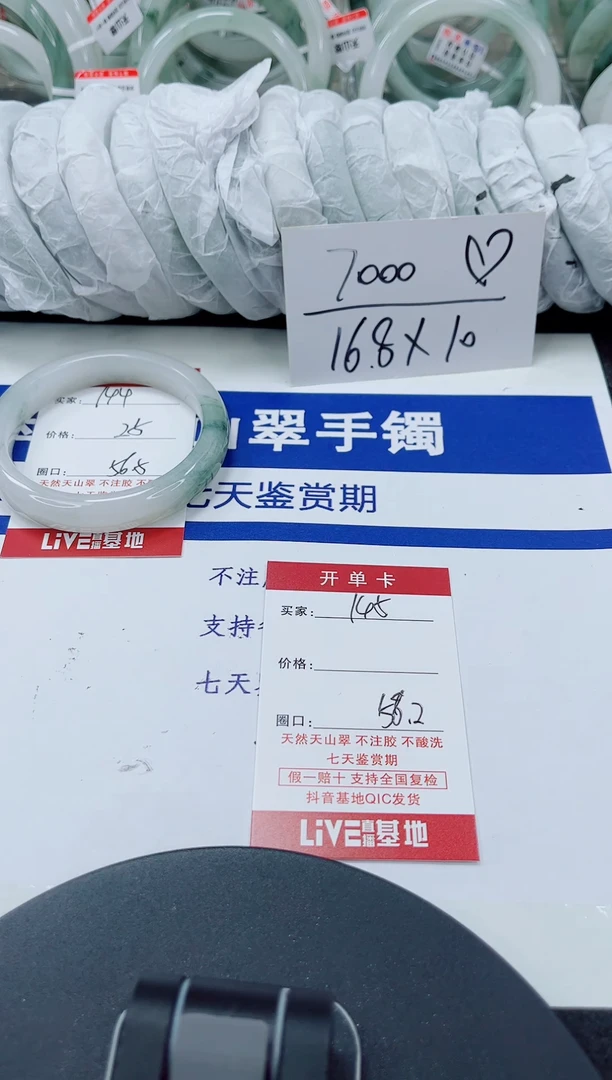 7000 ♡
16.8 X 10
买家: 144
价格: 25
圈口: 56.5
天然天山翠 不注胶 不
LiVE直播基地
山翠手镯
七天鉴赏期
不注
支持
七天
开单卡
买家: 145
价格:
圈口: 58.2
天然天山翠 不注胶 不酸洗
七天鉴赏期
假一赔十 支持全国复检
抖音基地QIC发货
LiVE直播基地